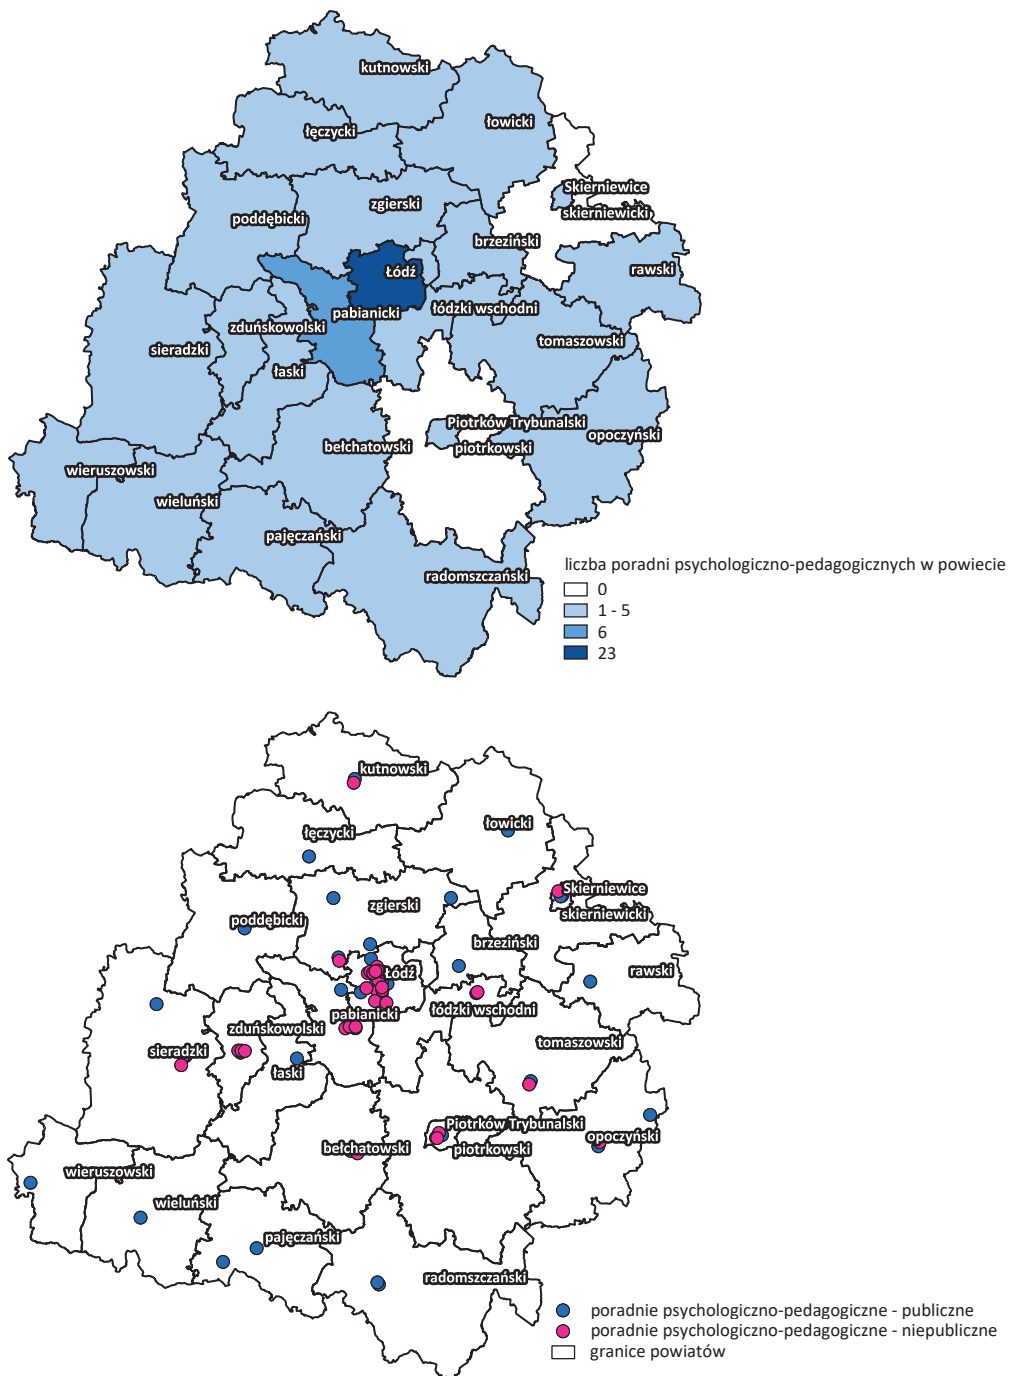 kutnowski
łowicki
łęczycki
Skierniewice
zgierski
skierniewicki
poddębicki
brzeziński
rawski
Łódź
łódzki wschodni
pabianicki
zduńskowolski
tomaszowski
sieradzki
łaski
Piotrków Trybunalski
opoczyński
bełchatowski
piotrkowski
wieruszowski
wieluński
pajęczański
liczba poradni psychologiczno-pedagogicznych w powiecie
radomszczański
0
1 - 5
6
23
kutnowski
łowicki
łęczycki
Skierniewice
zgierski
skierniewicki
poddębicki
brzeziński
rawski
Łódź
łódzki wschodni
pabianicki
zduńskowolski
tomaszowski
sieradzki
łaski
Piotrków Trybunalski
opoczyński
bełchatowski
piotrkowski
wieruszowski
wieluński
pajęczański
radomszczański
poradnie psychologiczno-pedagogiczne - publiczne
poradnie psychologiczno-pedagogiczne - niepubliczne
granice powiatów